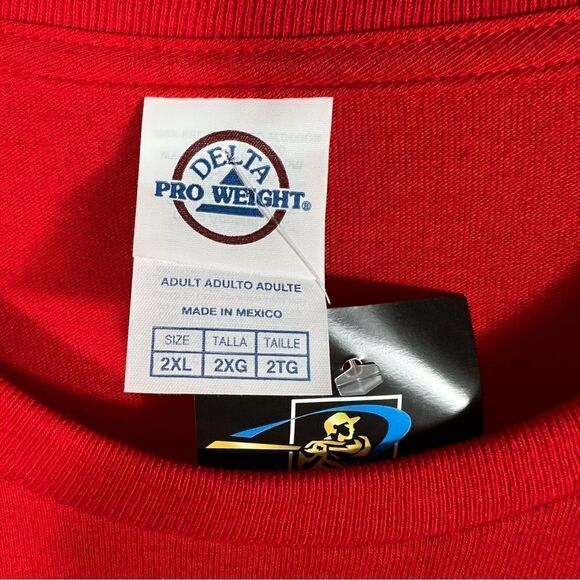 DELTA
PRO WEIGHT®
ADULT ADULTO ADULTE
MADE IN MEXICO
SIZE TALLA TAILLE
2XL 2XG 2TG